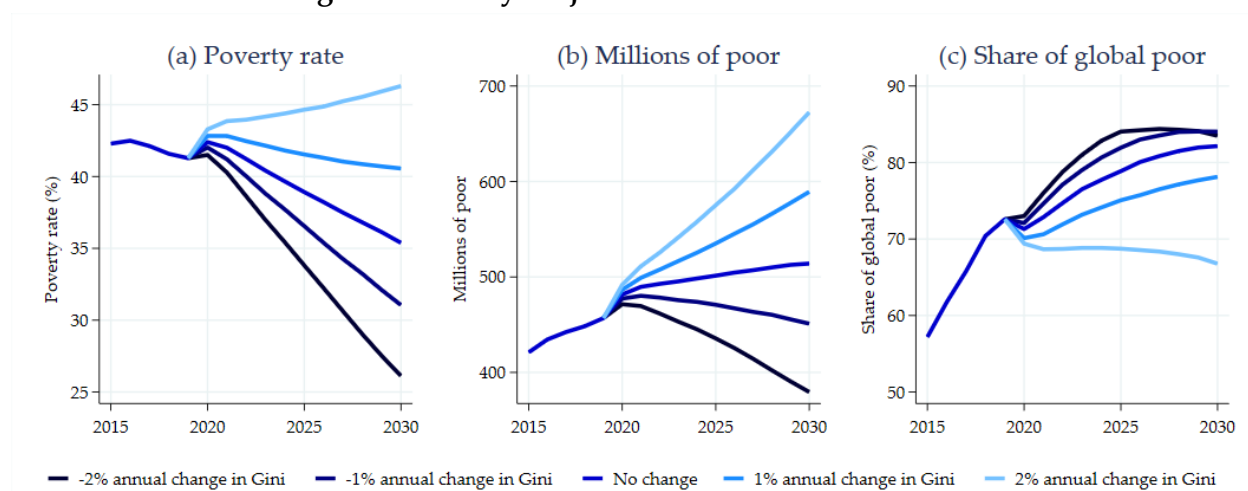 (a) Poverty rate
Poverty rate (%)
45
40
35
30
25
2015 2020 2025 2030
(b) Millions of poor
Millions of poor
700
600
500
400
2015 2020 2025 2030
(c) Share of global poor
Share of global poor (%)
90
80
70
60
50
2015 2020 2025 2030
-2% annual change in Gini -1% annual change in Gini No change 1% annual change in Gini 2% annual change in Gini